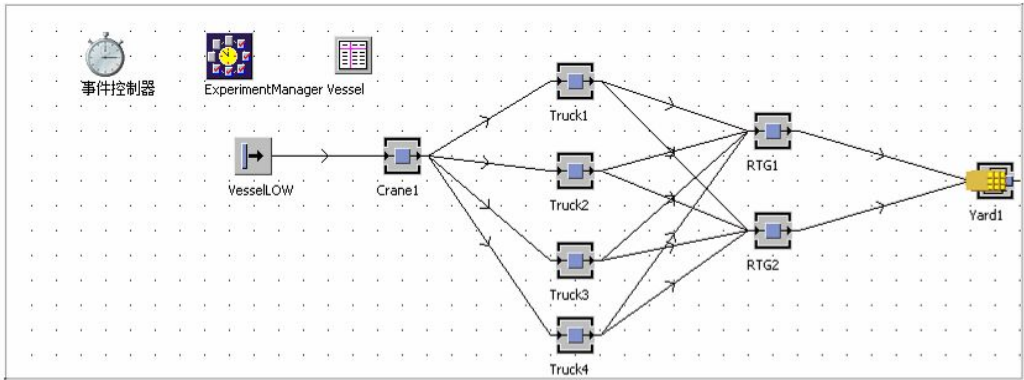 事件控制器
ExperimentManager
Vessel
VesselLOW
Crane1
Truck1
Truck2
Truck3
Truck4
RTG1
RTG2
Yard1